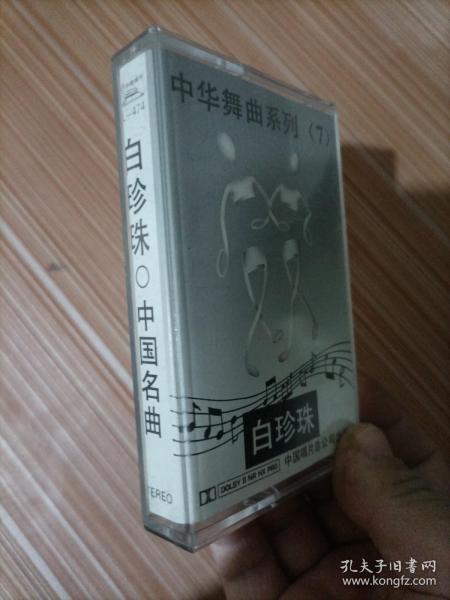 白珍珠○中国名曲
中华舞曲系列（7）
白珍珠
DOLBY B NR HX PRO
中国唱片总公司
孔夫子旧书网
www.kongfz.com